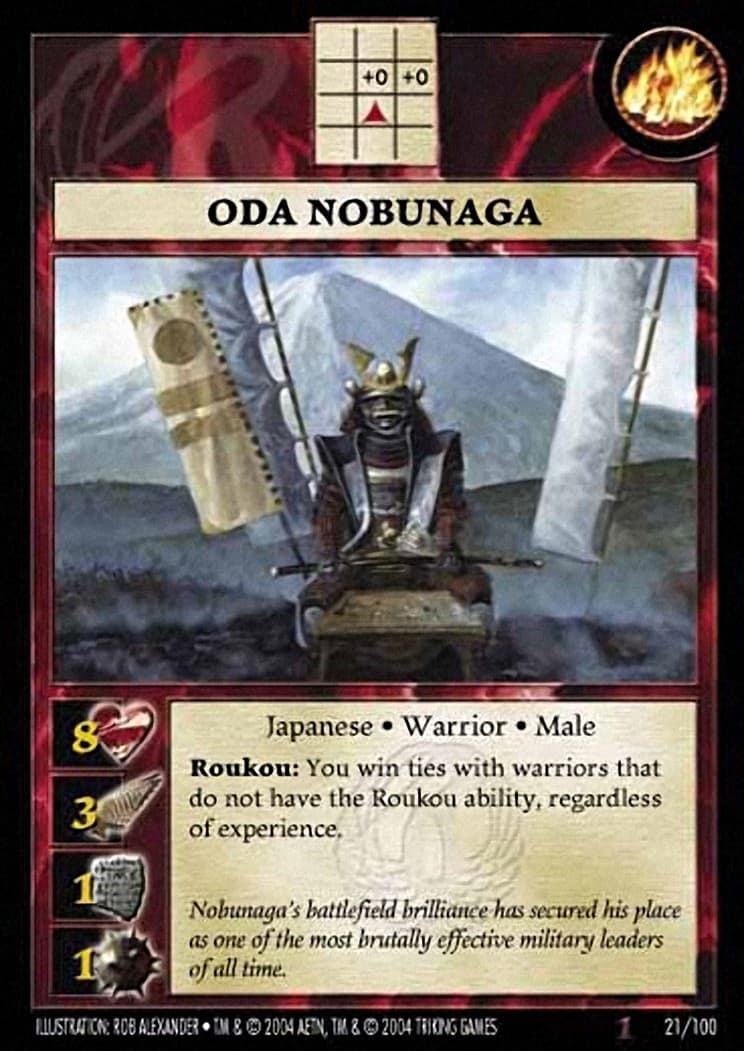 +0 +0
ODA NOBUNAGA
8
3
1
1
Japanese • Warrior • Male
Roukou: You win ties with warriors that
do not have the Roukou ability, regardless
of experience.
Nobunaga's battlefield brilliance has secured his place
as one of the most brutally effective military leaders
of all time.
ILLUSTRATION: ROB ALEXANDER • TM & © 2004 AETN, TM & © 2004 TRIKING GAMES 1 21/100